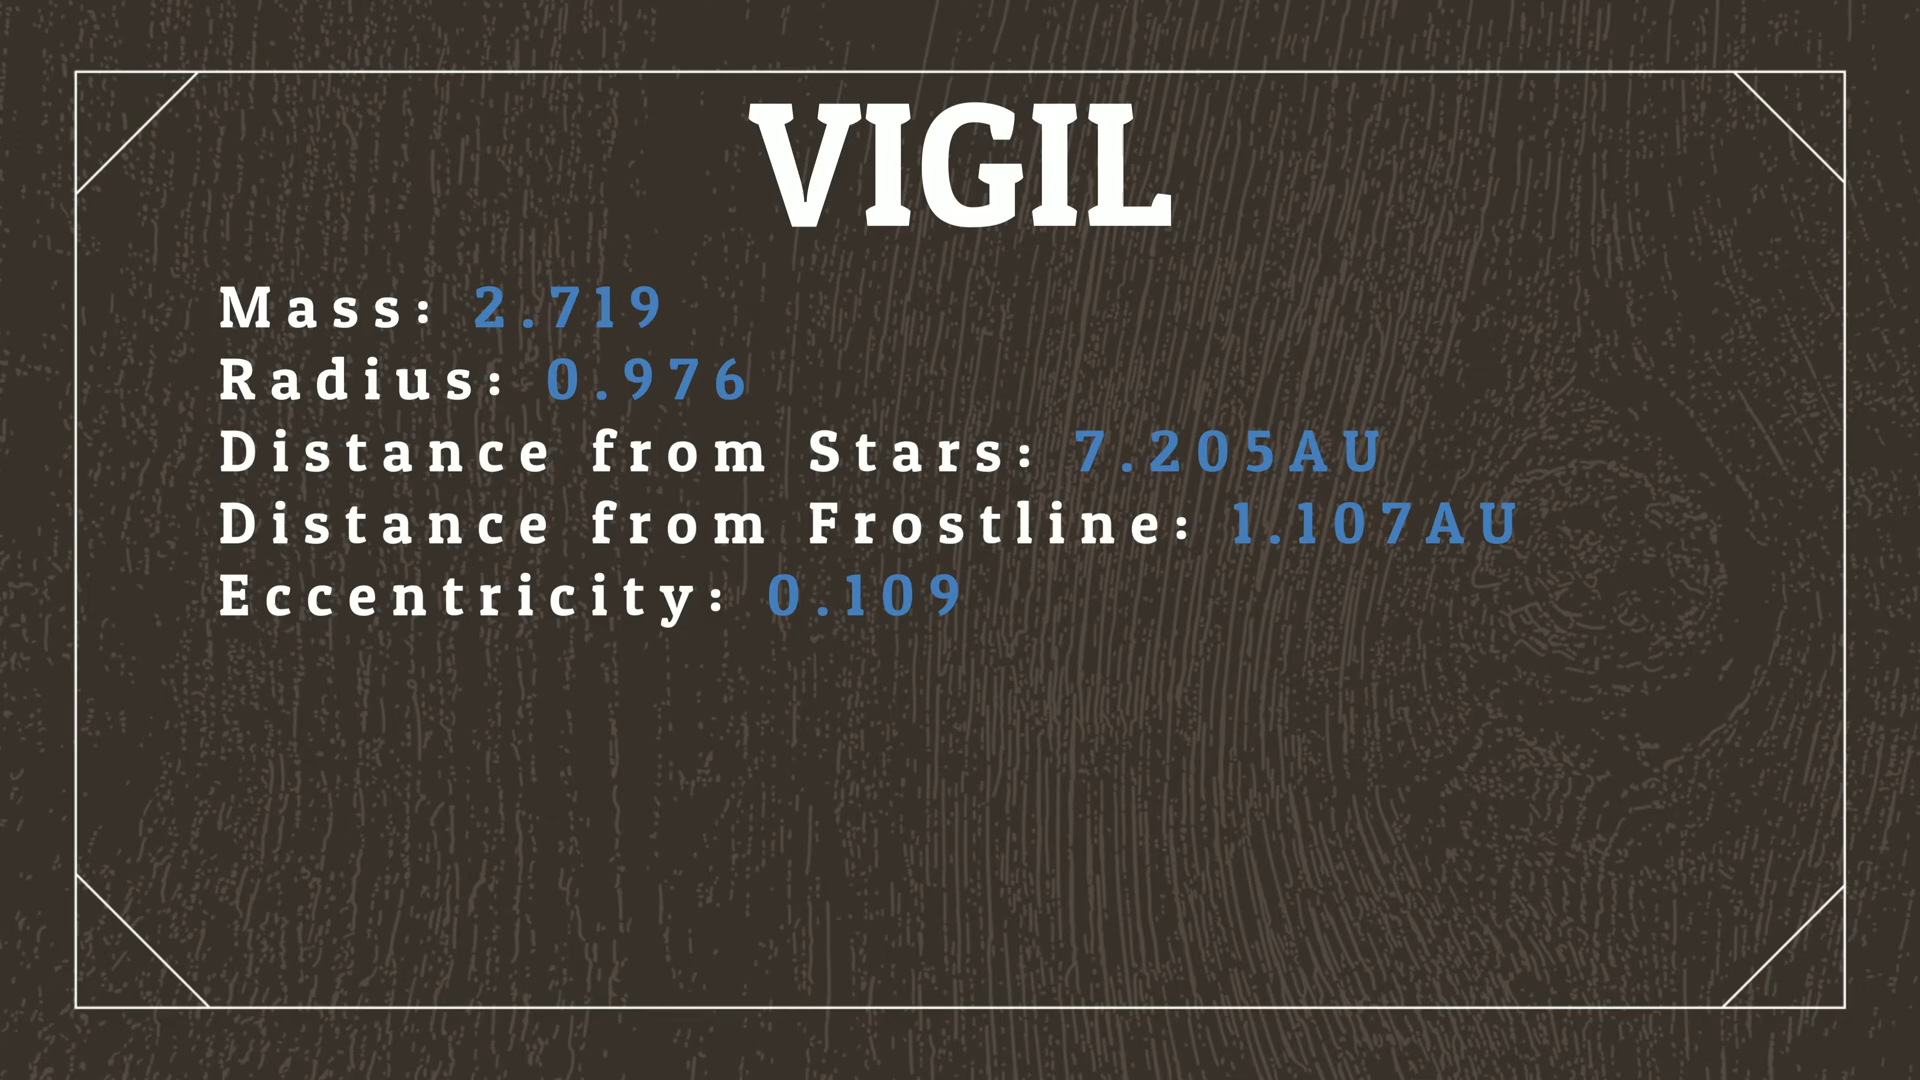 VIGIL
Mass: 2.719
Radius: 0.976
Distance from Stars: 7.205AU
Distance from Frostline: 1.107AU
Eccentricity: 0.109